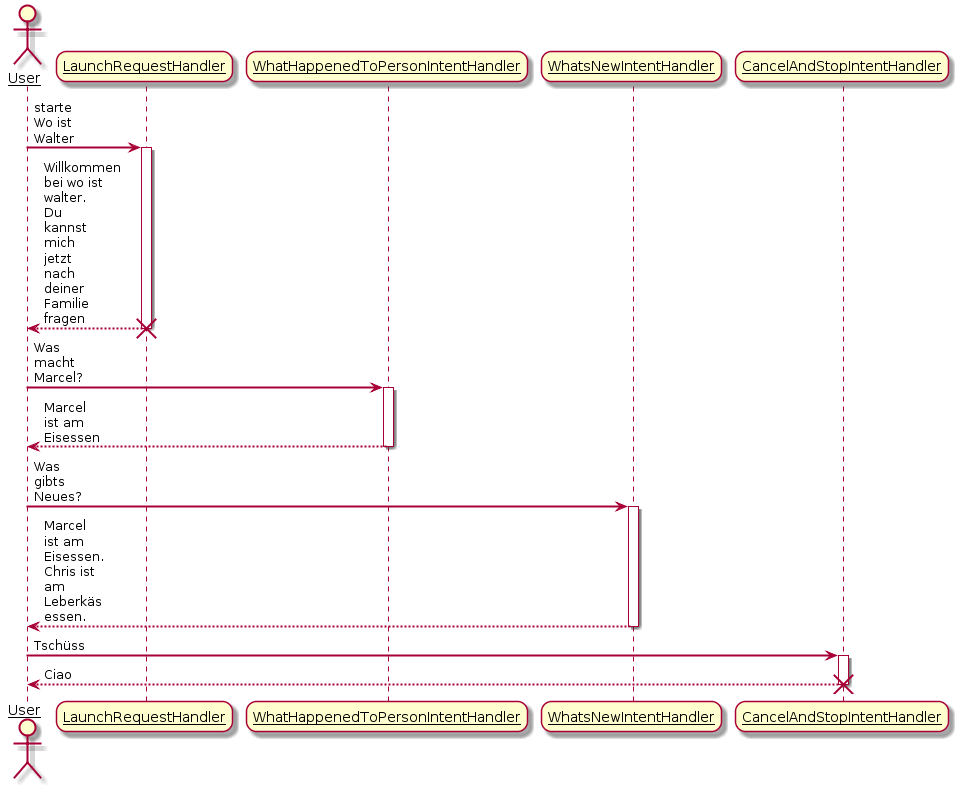 User
LaunchRequestHandler
WhatHappenedToPersonIntentHandler
WhatsNewIntentHandler
CancelAndStopIntentHandler
starte
Wo ist
Walter
Willkommen
bei wo ist
walter.
Du
kannst
mich
jetzt
nach
deiner
Familie
fragen
Was
macht
Marcel?
Marcel
ist am
Eisessen
Was
gibts
Neues?
Marcel
ist am
Eisessen.
Chris ist
am
Leberkäs
essen.
Tschüss
Ciao
User
LaunchRequestHandler
WhatHappenedToPersonIntentHandler
WhatsNewIntentHandler
CancelAndStopIntentHandler